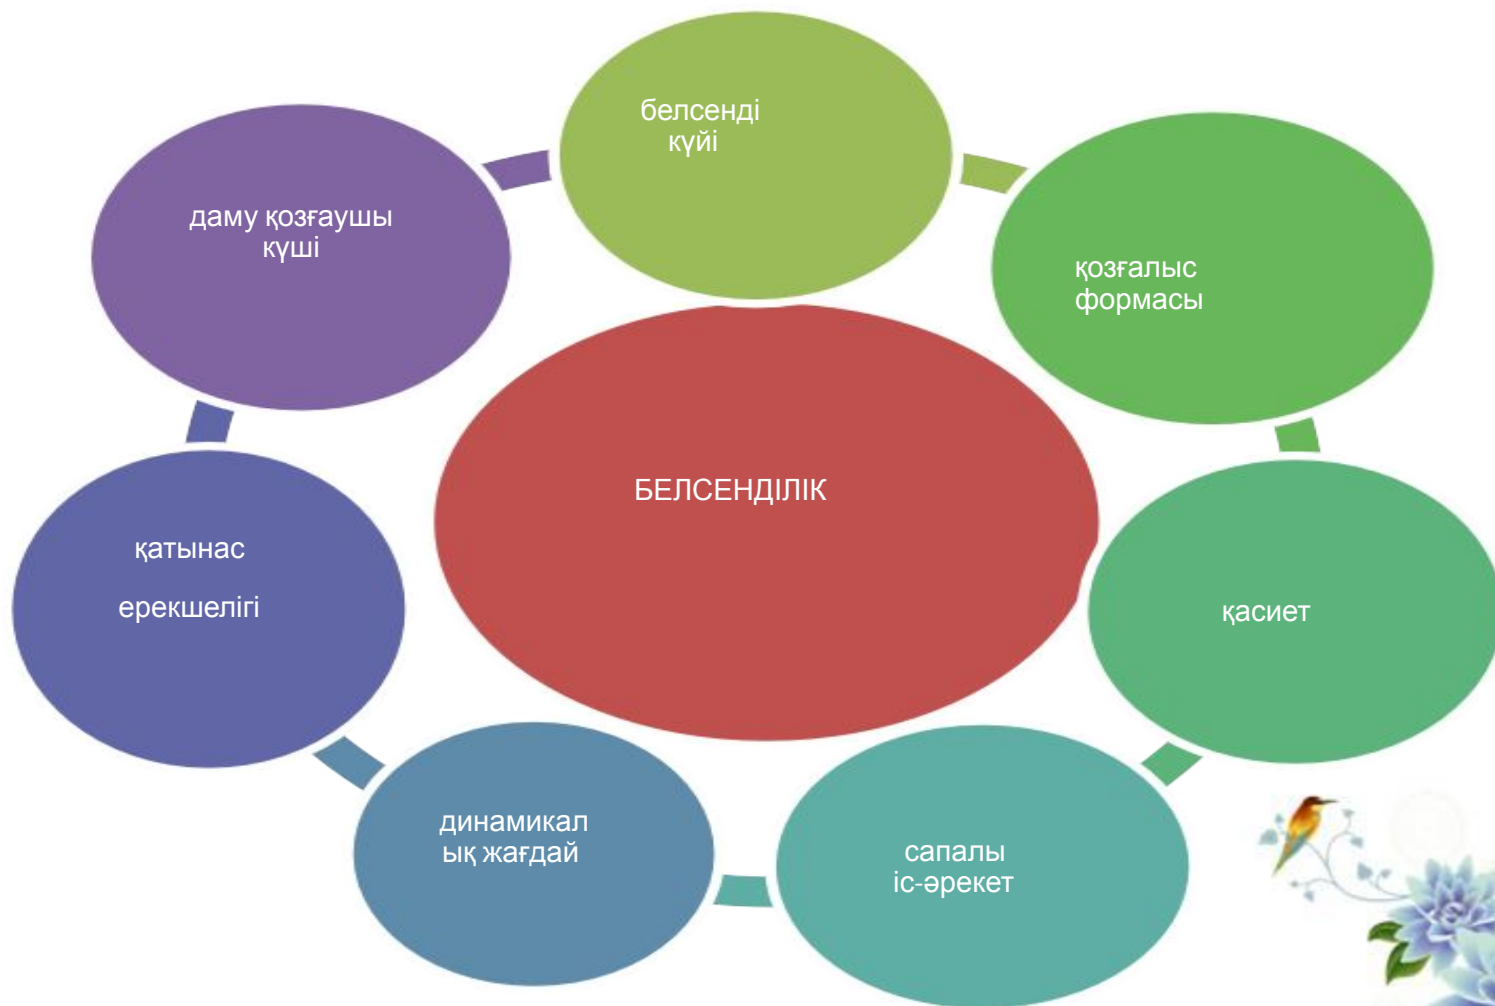 белсенді
күйі
қозғалыс
формасы
қасиет
сапалы
іс-әрекет
динамикал
ық жағдай
қатынас
ерекшелігі
даму қозғаушы
күші
БЕЛСЕНДІЛІК